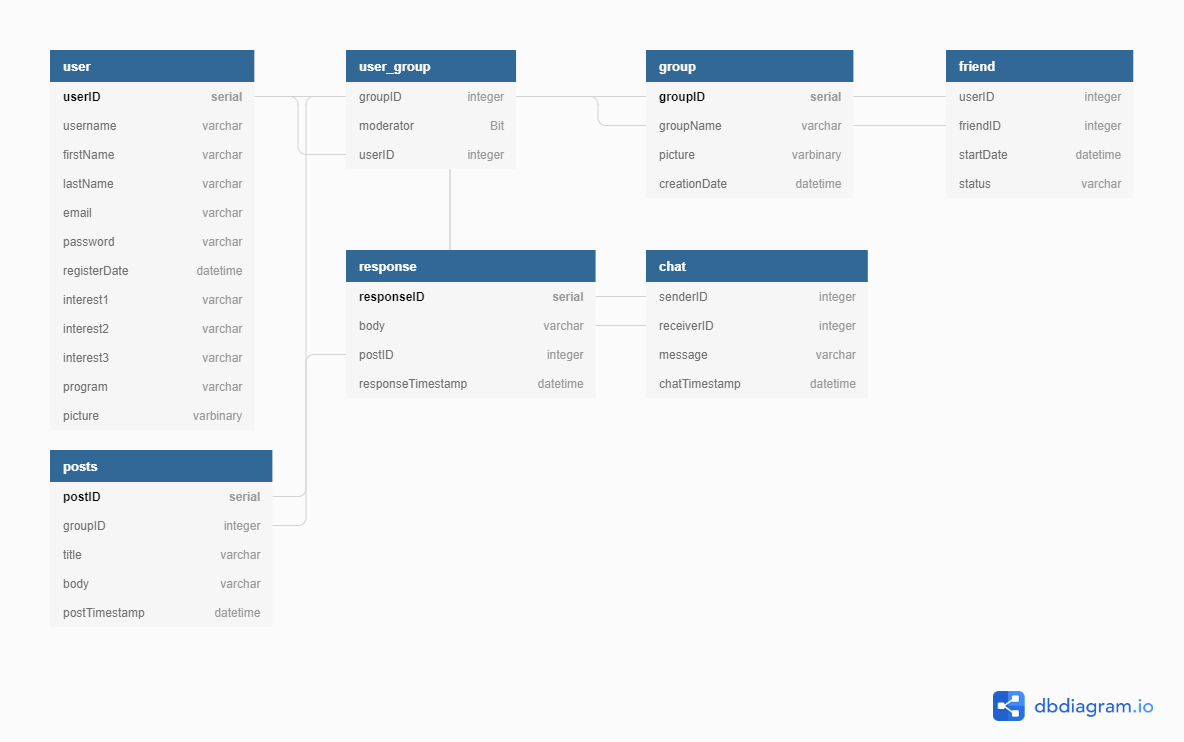 user
userID serial
username varchar
firstName varchar
lastName varchar
email varchar
password varchar
registerDate datetime
interest1 varchar
interest2 varchar
interest3 varchar
program varchar
picture varbinary
user_group
groupID integer
moderator Bit
userID integer
group
groupID serial
groupName varchar
picture varbinary
creationDate datetime
friend
userID integer
friendID integer
startDate datetime
status varchar
response
responseID serial
body varchar
postID integer
responseTimestamp datetime
chat
senderID integer
receiverID integer
message varchar
chatTimestamp datetime
posts
postID serial
groupID integer
title varchar
body varchar
postTimestamp datetime
dbdiagram.io